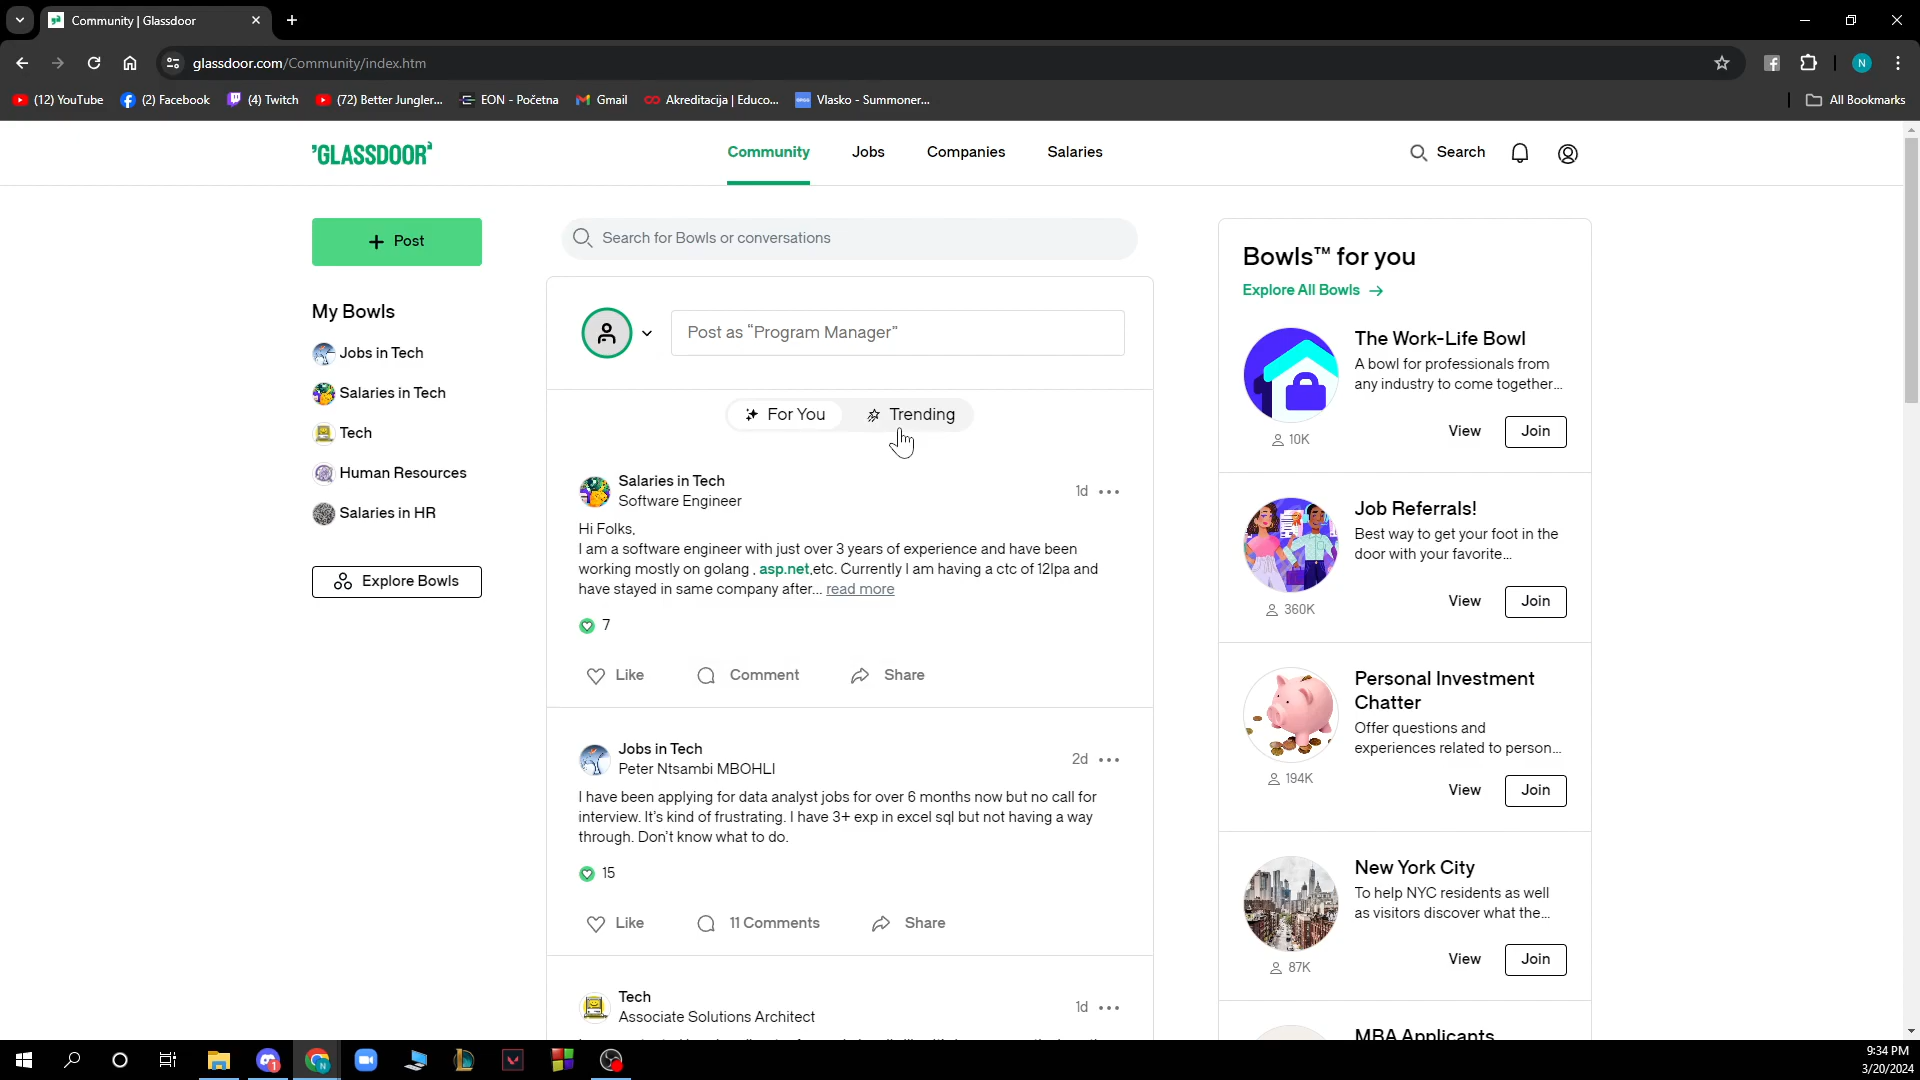 Community | Glassdoor
glassdoor.com/Community/index.htm
N
(12) YouTube
(2) Facebook
(4) Twitch
(72) Better Jungler...
EON - Početna
Gmail
Akreditacija | Educo...
Vlasko - Summoner...
All Bookmarks
GLASSDOOR
Community
Jobs
Companies
Salaries
Search
+ Post
My Bowls
Jobs in Tech
Salaries in Tech
Tech
Human Resources
Salaries in HR
Explore Bowls
Search for Bowls or conversations
Post as “Program Manager”
For You
Trending
Salaries in Tech
Software Engineer
1d
Hi Folks,
I am a software engineer with just over 3 years of experience and have been
working mostly on golang , asp.net,etc. Currently I am having a ctc of 12lpa and
have stayed in same company after... read more
7
Like
Comment
Share
Jobs in Tech
Peter Ntsambi MBOHLI
2d
I have been applying for data analyst jobs for over 6 months now but no call for
interview. It’s kind of frustrating. I have 3+ exp in excel sql but not having a way
through. Don’t know what to do.
15
Like
11 Comments
Share
Tech
Associate Solutions Architect
1d
Bowls™ for you
Explore All Bowls →
The Work-Life Bowl
A bowl for professionals from
any industry to come together...
10K
View
Join
Job Referrals!
Best way to get your foot in the
door with your favorite...
360K
View
Join
Personal Investment
Chatter
Offer questions and
experiences related to person...
194K
View
Join
New York City
To help NYC residents as well
as visitors discover what the...
87K
View
Join
MBA Applicants
9:34 PM
3/20/2024